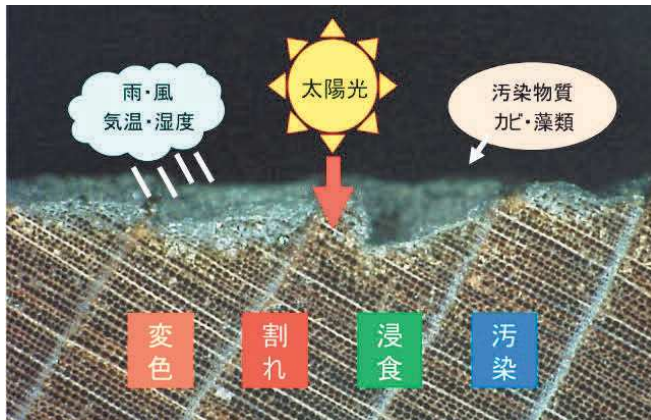 雨・風
気温・湿度
太陽光
汚染物質
カビ・藻類
変色
割れ
浸食
汚染